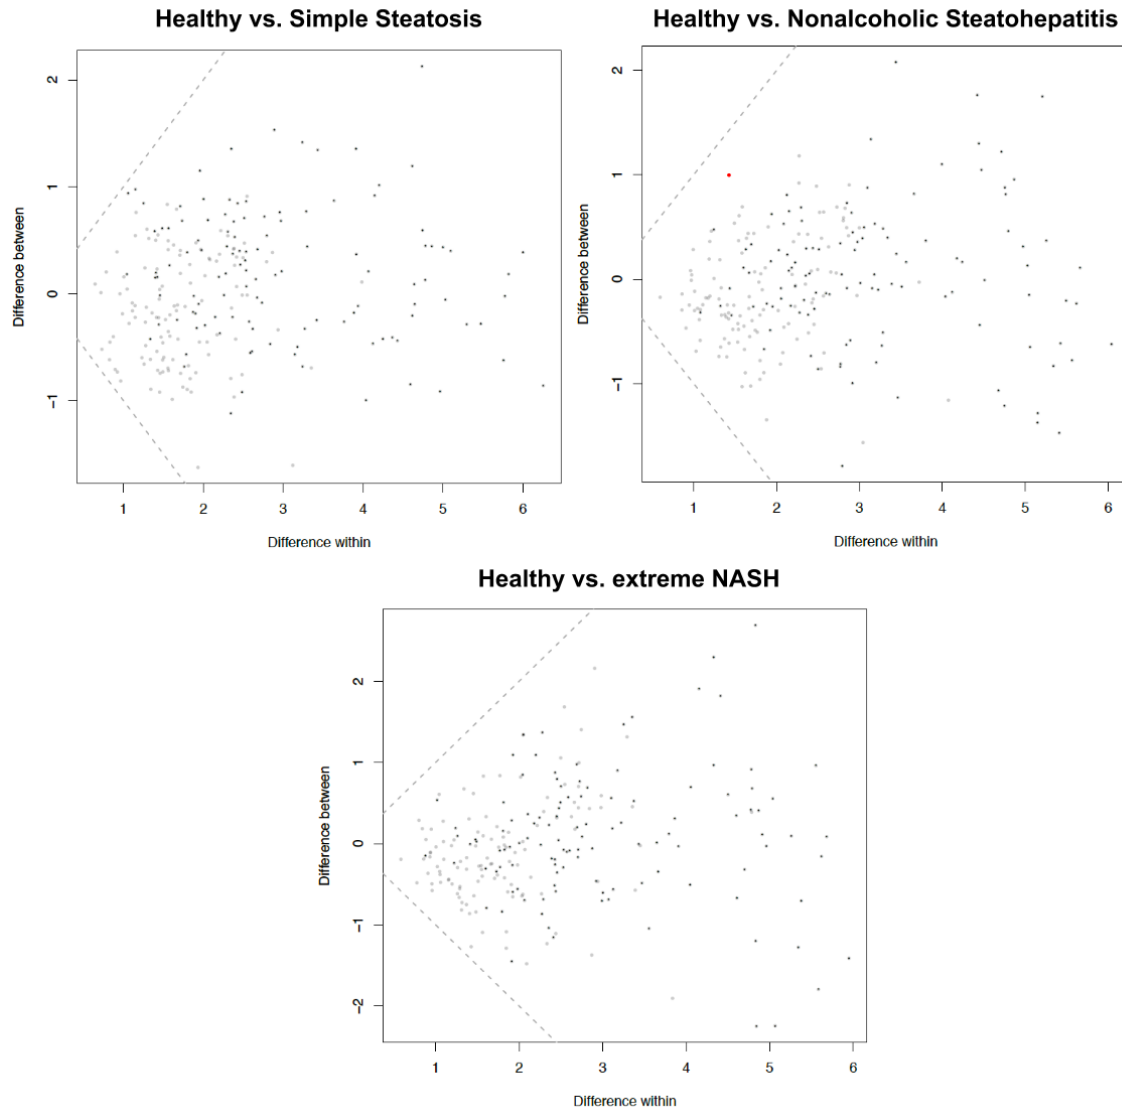 Healthy vs. Simple Steatosis
2
1
0
−1
Difference between
1 2 3 4 5 6
Difference within
Healthy vs. Nonalcoholic Steatohepatitis
2
1
0
−1
Difference between
1 2 3 4 5 6
Difference within
Healthy vs. extreme NASH
2
1
0
−1
−2
Difference between
1 2 3 4 5 6
Difference within